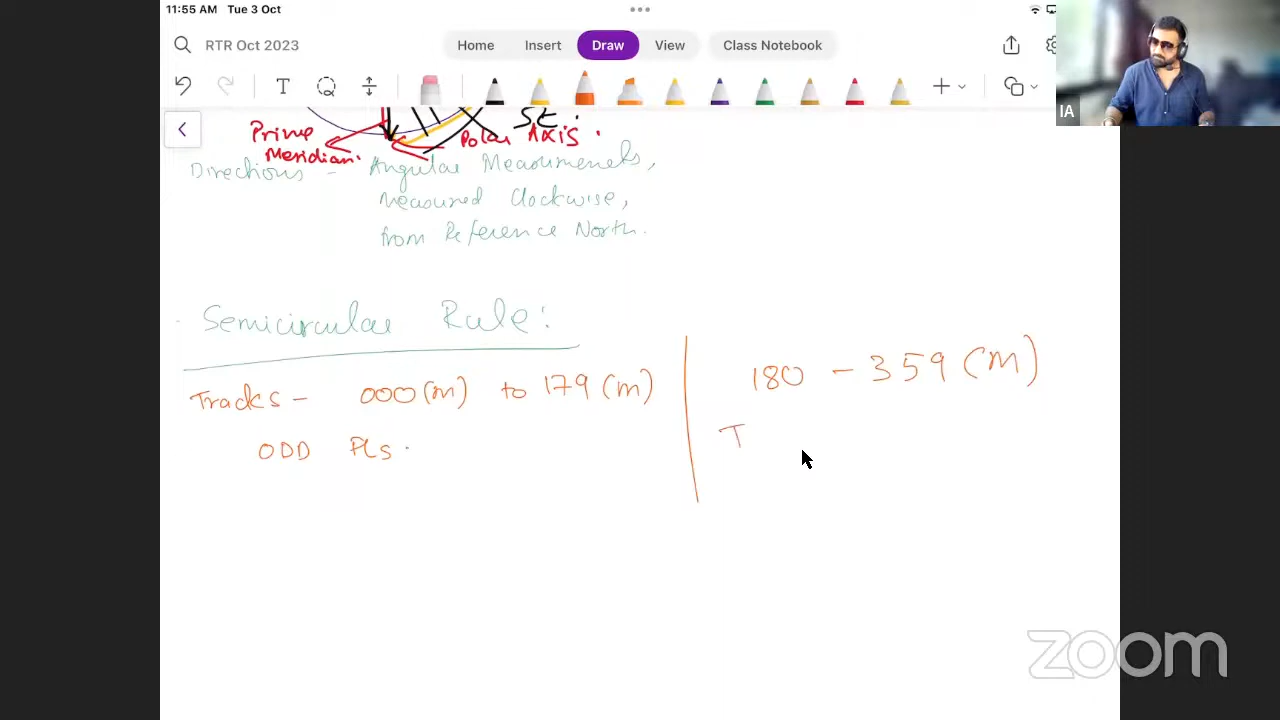 11:55 AM Tue 3 Oct
RTR Oct 2023
Home Insert Draw View Class Notebook
IA
St.
Prime Meridian.
Polar Axis.
Directions - Angular Measuremenets,
Measured Clockwise,
from Reference North.
- Semicircular Rule:
Tracks - 000 (M) to 179 (M)
ODD FLs .
180 - 359 (M)
T
zoom